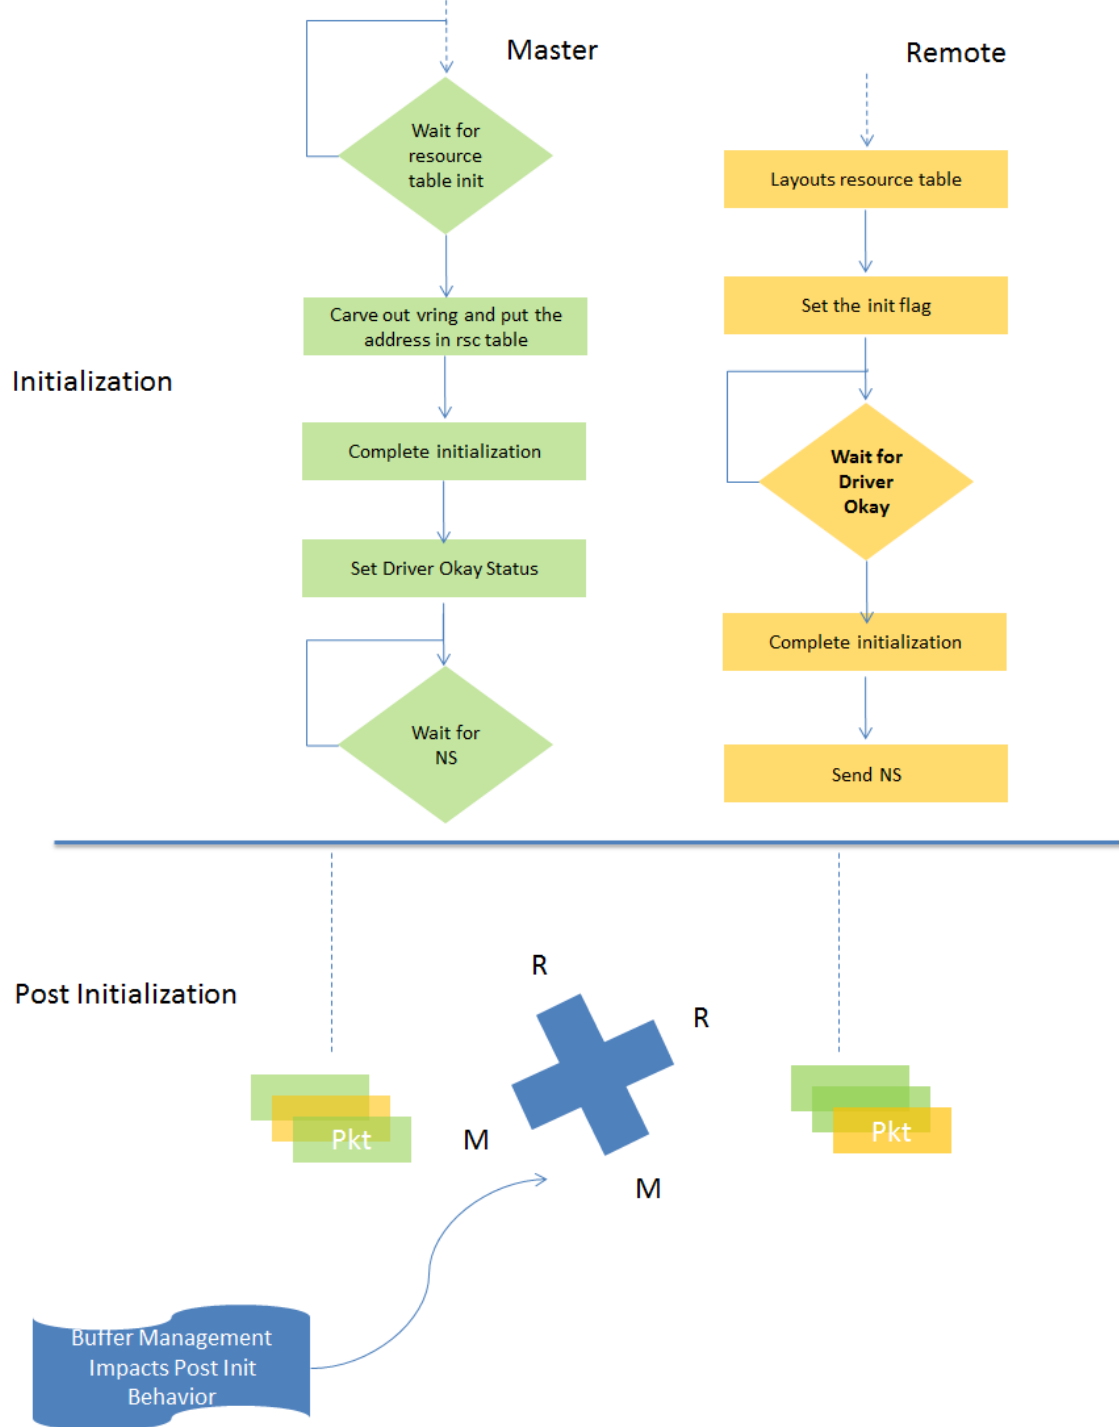 Master
Remote
Wait for
resource
table init
Layouts resource table
Carve out vring and put the
address in rsc table
Set the init flag
Initialization
Complete initialization
Wait for
Driver
Okay
Set Driver Okay Status
Complete initialization
Wait for
NS
Send NS
Post Initialization
R
R
Pkt
M
M
Pkt
Buffer Management
Impacts Post Init
Behavior